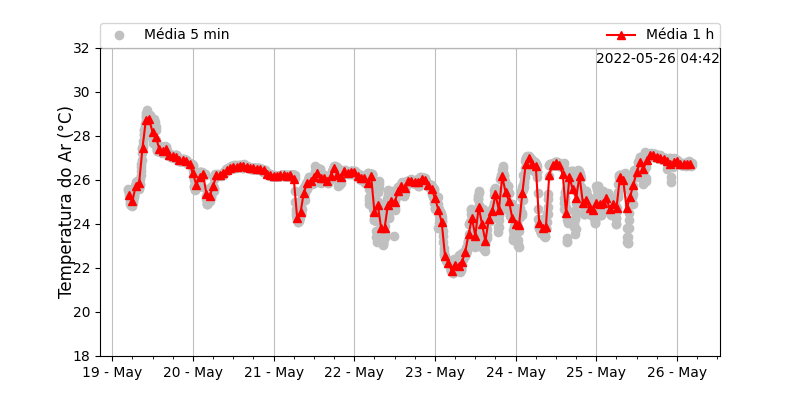 Média 5 min
Média 1 h
2022-05-26 04:42
Temperatura do Ar (°C)
32
30
28
26
24
22
20
18
19 - May
20 - May
21 - May
22 - May
23 - May
24 - May
25 - May
26 - May